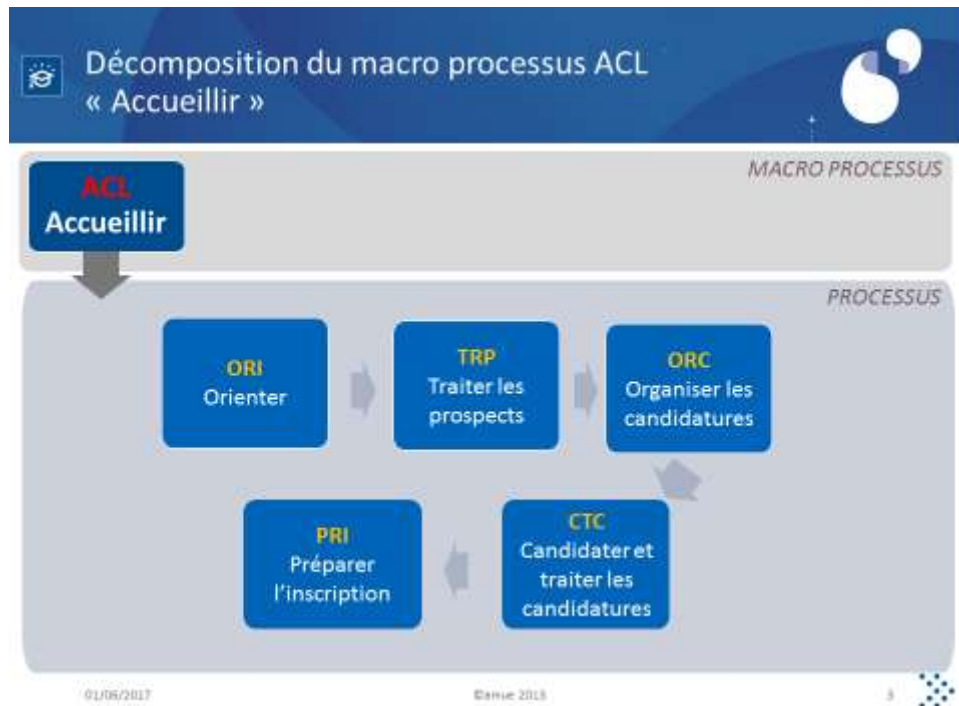 Décomposition du macro processus ACL
« Accueillir »
MACRO PROCESSUS
ACL
Accueillir
PROCESSUS
ORI
Orienter
TRP
Traiter les
prospects
ORC
Organiser les
candidatures
PRI
Préparer
l'inscription
CTC
Candidater et
traiter les
candidatures
01/06/2017
3